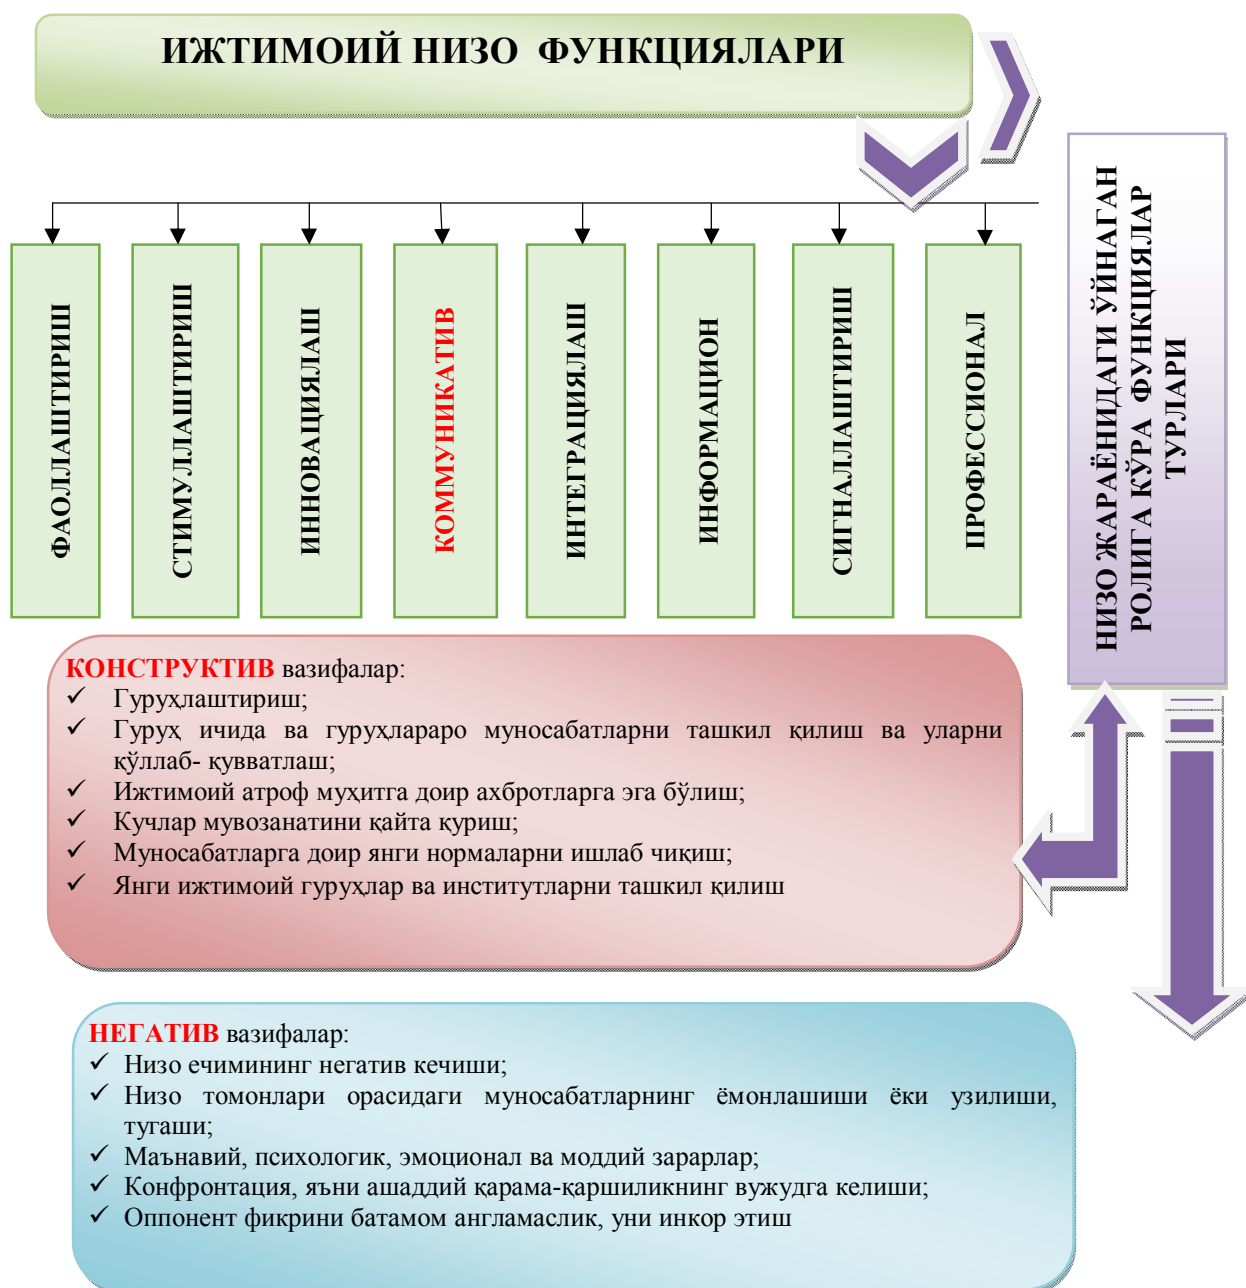 ИЖТИМОИЙ НИЗО ФУНКЦИЯЛАРИ
ФАОЛЛАШТИРИШ
СТИМУЛЛАШТИРИШ
ИННОВАЦИЯЛАШ
КОММУНИКАТИВ
ИНТЕГРАЦИЯЛАШ
ИНФОРМАЦИОН
СИГНАЛЛАШТИРИШ
ПРОФЕССИОНАЛ
НИЗО ЖАРАЁНИДАГИ ЎЙНАГАН
РОЛИГА КЎРА ФУНКЦИЯЛАР
ТУРЛАРИ
КОНСТРУКТИВ вазифалар:
✓ Гуруҳлаштириш;
✓ Гуруҳ ичида ва гуруҳлараро муносабатларни ташкил қилиш ва уларни
қўллаб- қувватлаш;
✓ Ижтимоий атроф муҳитга доир ахбротларга эга бўлиш;
✓ Кучлар мувозанатини қайта қуриш;
✓ Муносабатларга доир янги нормаларни ишлаб чиқиш;
✓ Янги ижтимоий гуруҳлар ва институтларни ташкил қилиш
НЕГАТИВ вазифалар:
✓ Низо ечимининг негатив кечиши;
✓ Низо томонлари орасидаги муносабатларнинг ёмонлашиши ёки узилиши,
тугаши;
✓ Маънавий, психологик, эмоционал ва моддий зарарлар;
✓ Конфронтация, яъни ашаддий қарама-қаршиликнинг вужудга келиши;
✓ Оппонент фикрини батамом англамаслик, уни инкор этиш